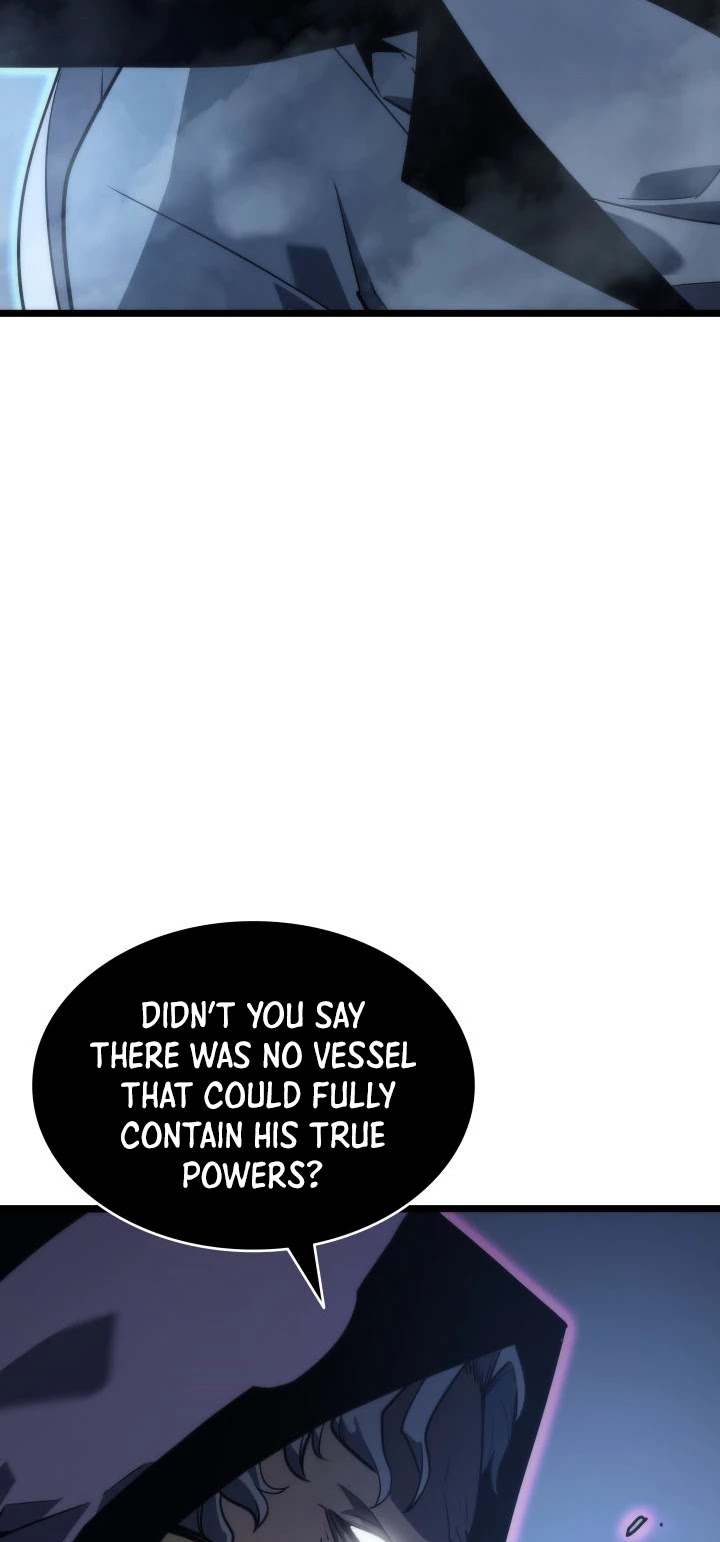 DIDN'T YOU SAY
THERE WAS NO VESSEL
THAT COULD FULLY
CONTAIN HIS TRUE
POWERS?